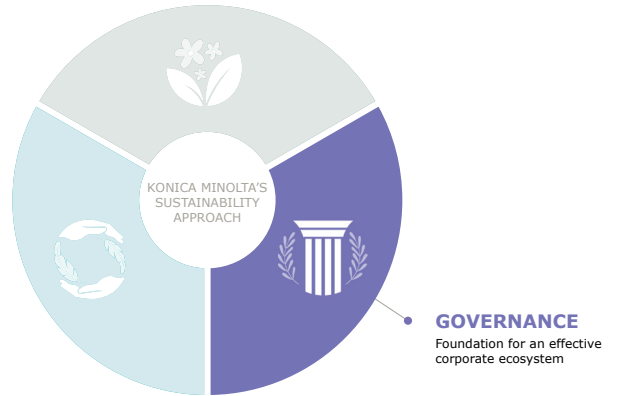 KONICA MINOLTA'S
SUSTAINABILITY
APPROACH
GOVERNANCE
Foundation for an effective
corporate ecosystem